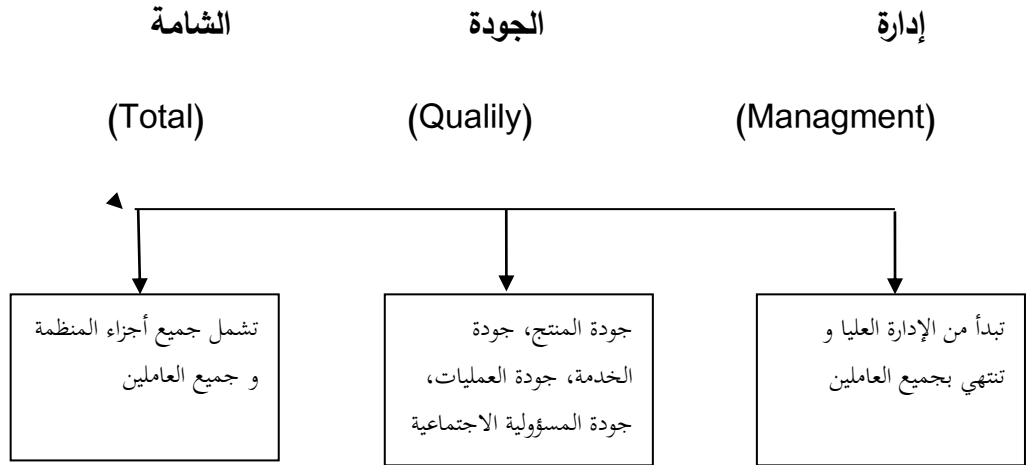 إدارة الجودة الشامة
(Managment) (Qualily) (Total)
تبدأ من الإدارة العليا و
تنتهي بجميع العاملين
جودة المنتج، جودة
الخدمة، جودة العمليات،
جودة المسؤولية الاجتماعية
تشمل جميع أجزاء المنظمة
و جميع العاملين